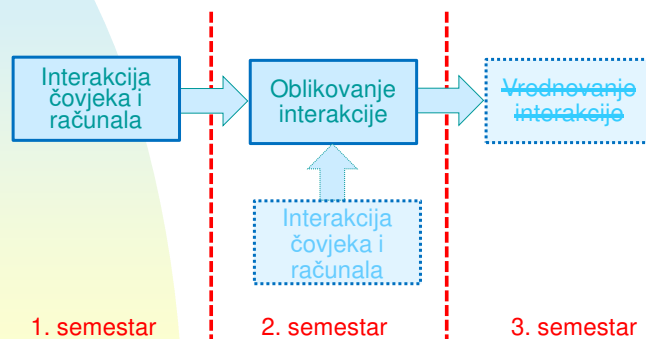 Interakcija
čovjeka i
računala
Oblikovanje
interakcije
Vrednovanje
interakcije
Interakcija
čovjeka i
računala
1. semestar
2. semestar
3. semestar